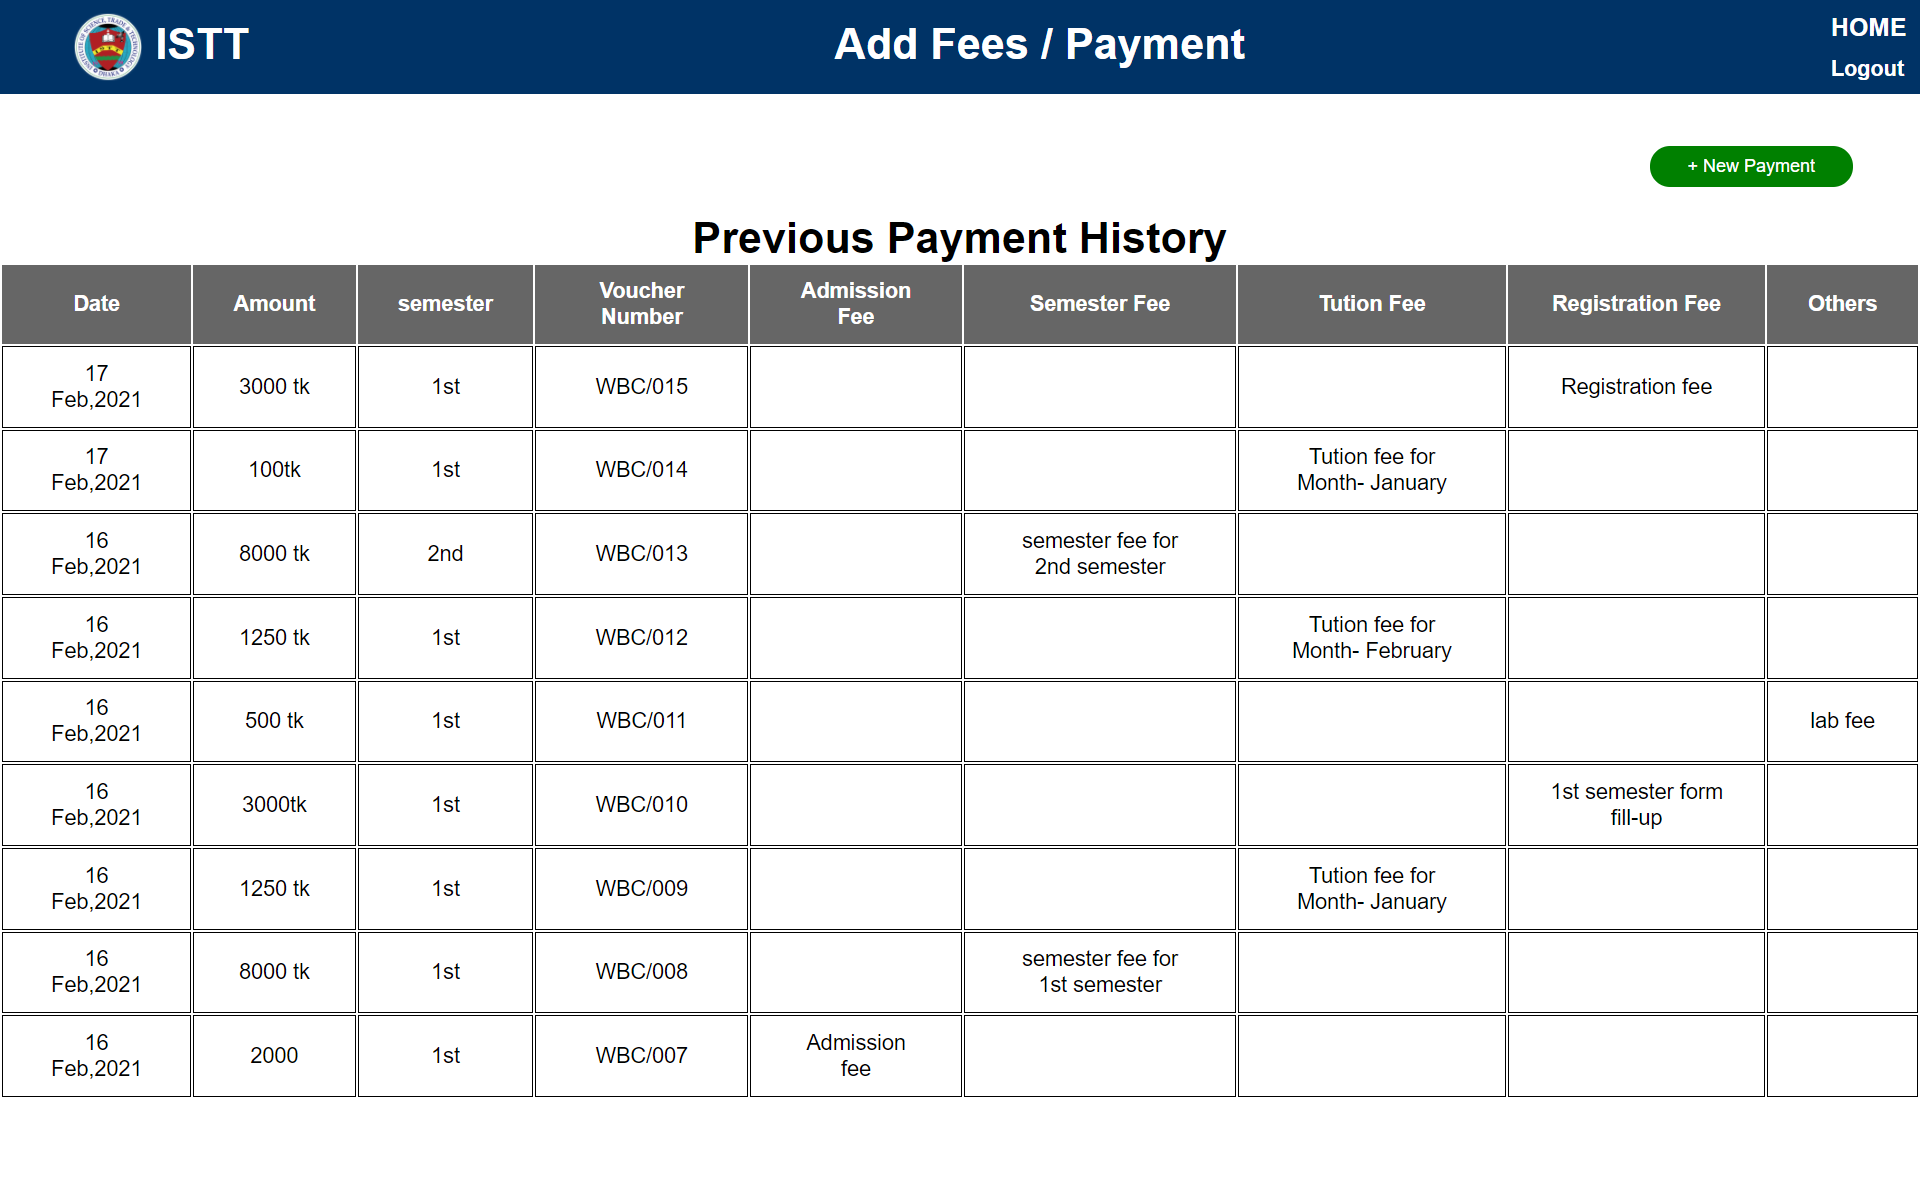 INSTITUTE OF SCIENCE, TRADE & TECHNOLOGY
DHAKA
ISTT
Add Fees / Payment
HOME
Logout
+ New Payment
Previous Payment History
Date Amount semester Voucher Number Admission Fee Semester Fee Tution Fee Registration Fee Others
17 Feb,2021 3000 tk 1st WBC/015 Registration fee
17 Feb,2021 100tk 1st WBC/014 Tution fee for Month- January
16 Feb,2021 8000 tk 2nd WBC/013 semester fee for 2nd semester
16 Feb,2021 1250 tk 1st WBC/012 Tution fee for Month- February
16 Feb,2021 500 tk 1st WBC/011 lab fee
16 Feb,2021 3000tk 1st WBC/010 1st semester form fill-up
16 Feb,2021 1250 tk 1st WBC/009 Tution fee for Month- January
16 Feb,2021 8000 tk 1st WBC/008 semester fee for 1st semester
16 Feb,2021 2000 1st WBC/007 Admission fee